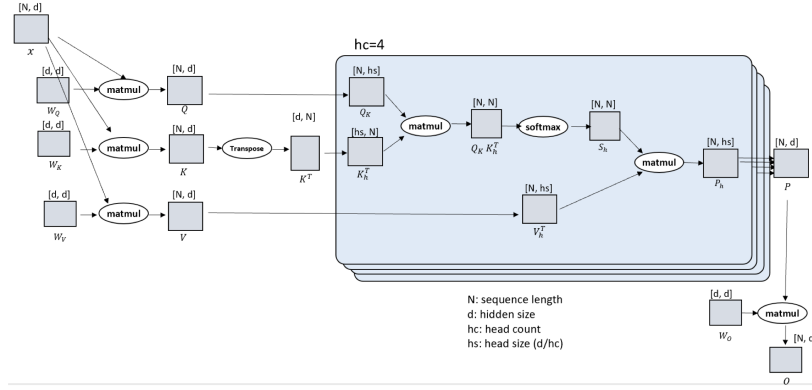 [N, d]
x
hc=4
[d, d]
W_Q
matmul
[N, d]
Q
[N, hs]
Q_K
[d, d]
W_K
matmul
[N, d]
K
Transpose
[d, N]
K^T
[hs, N]
K_h^T
matmul
[N, N]
Q_K K_h^T
softmax
[N, N]
S_h
matmul
[N, hs]
P_h
[N, d]
P
[d, d]
W_V
matmul
[N, d]
V
[N, hs]
V_h^T
N: sequence length
d: hidden size
hc: head count
hs: head size (d/hc)
[d, d]
W_O
matmul
[N, d
O